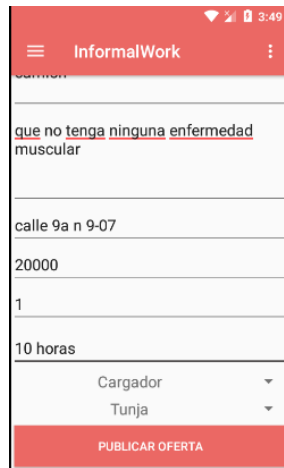 3:49
InformalWork
camion
que no tenga ninguna enfermedad
muscular
calle 9a n 9-07
20000
1
10 horas
Cargador
Tunja
PUBLICAR OFERTA